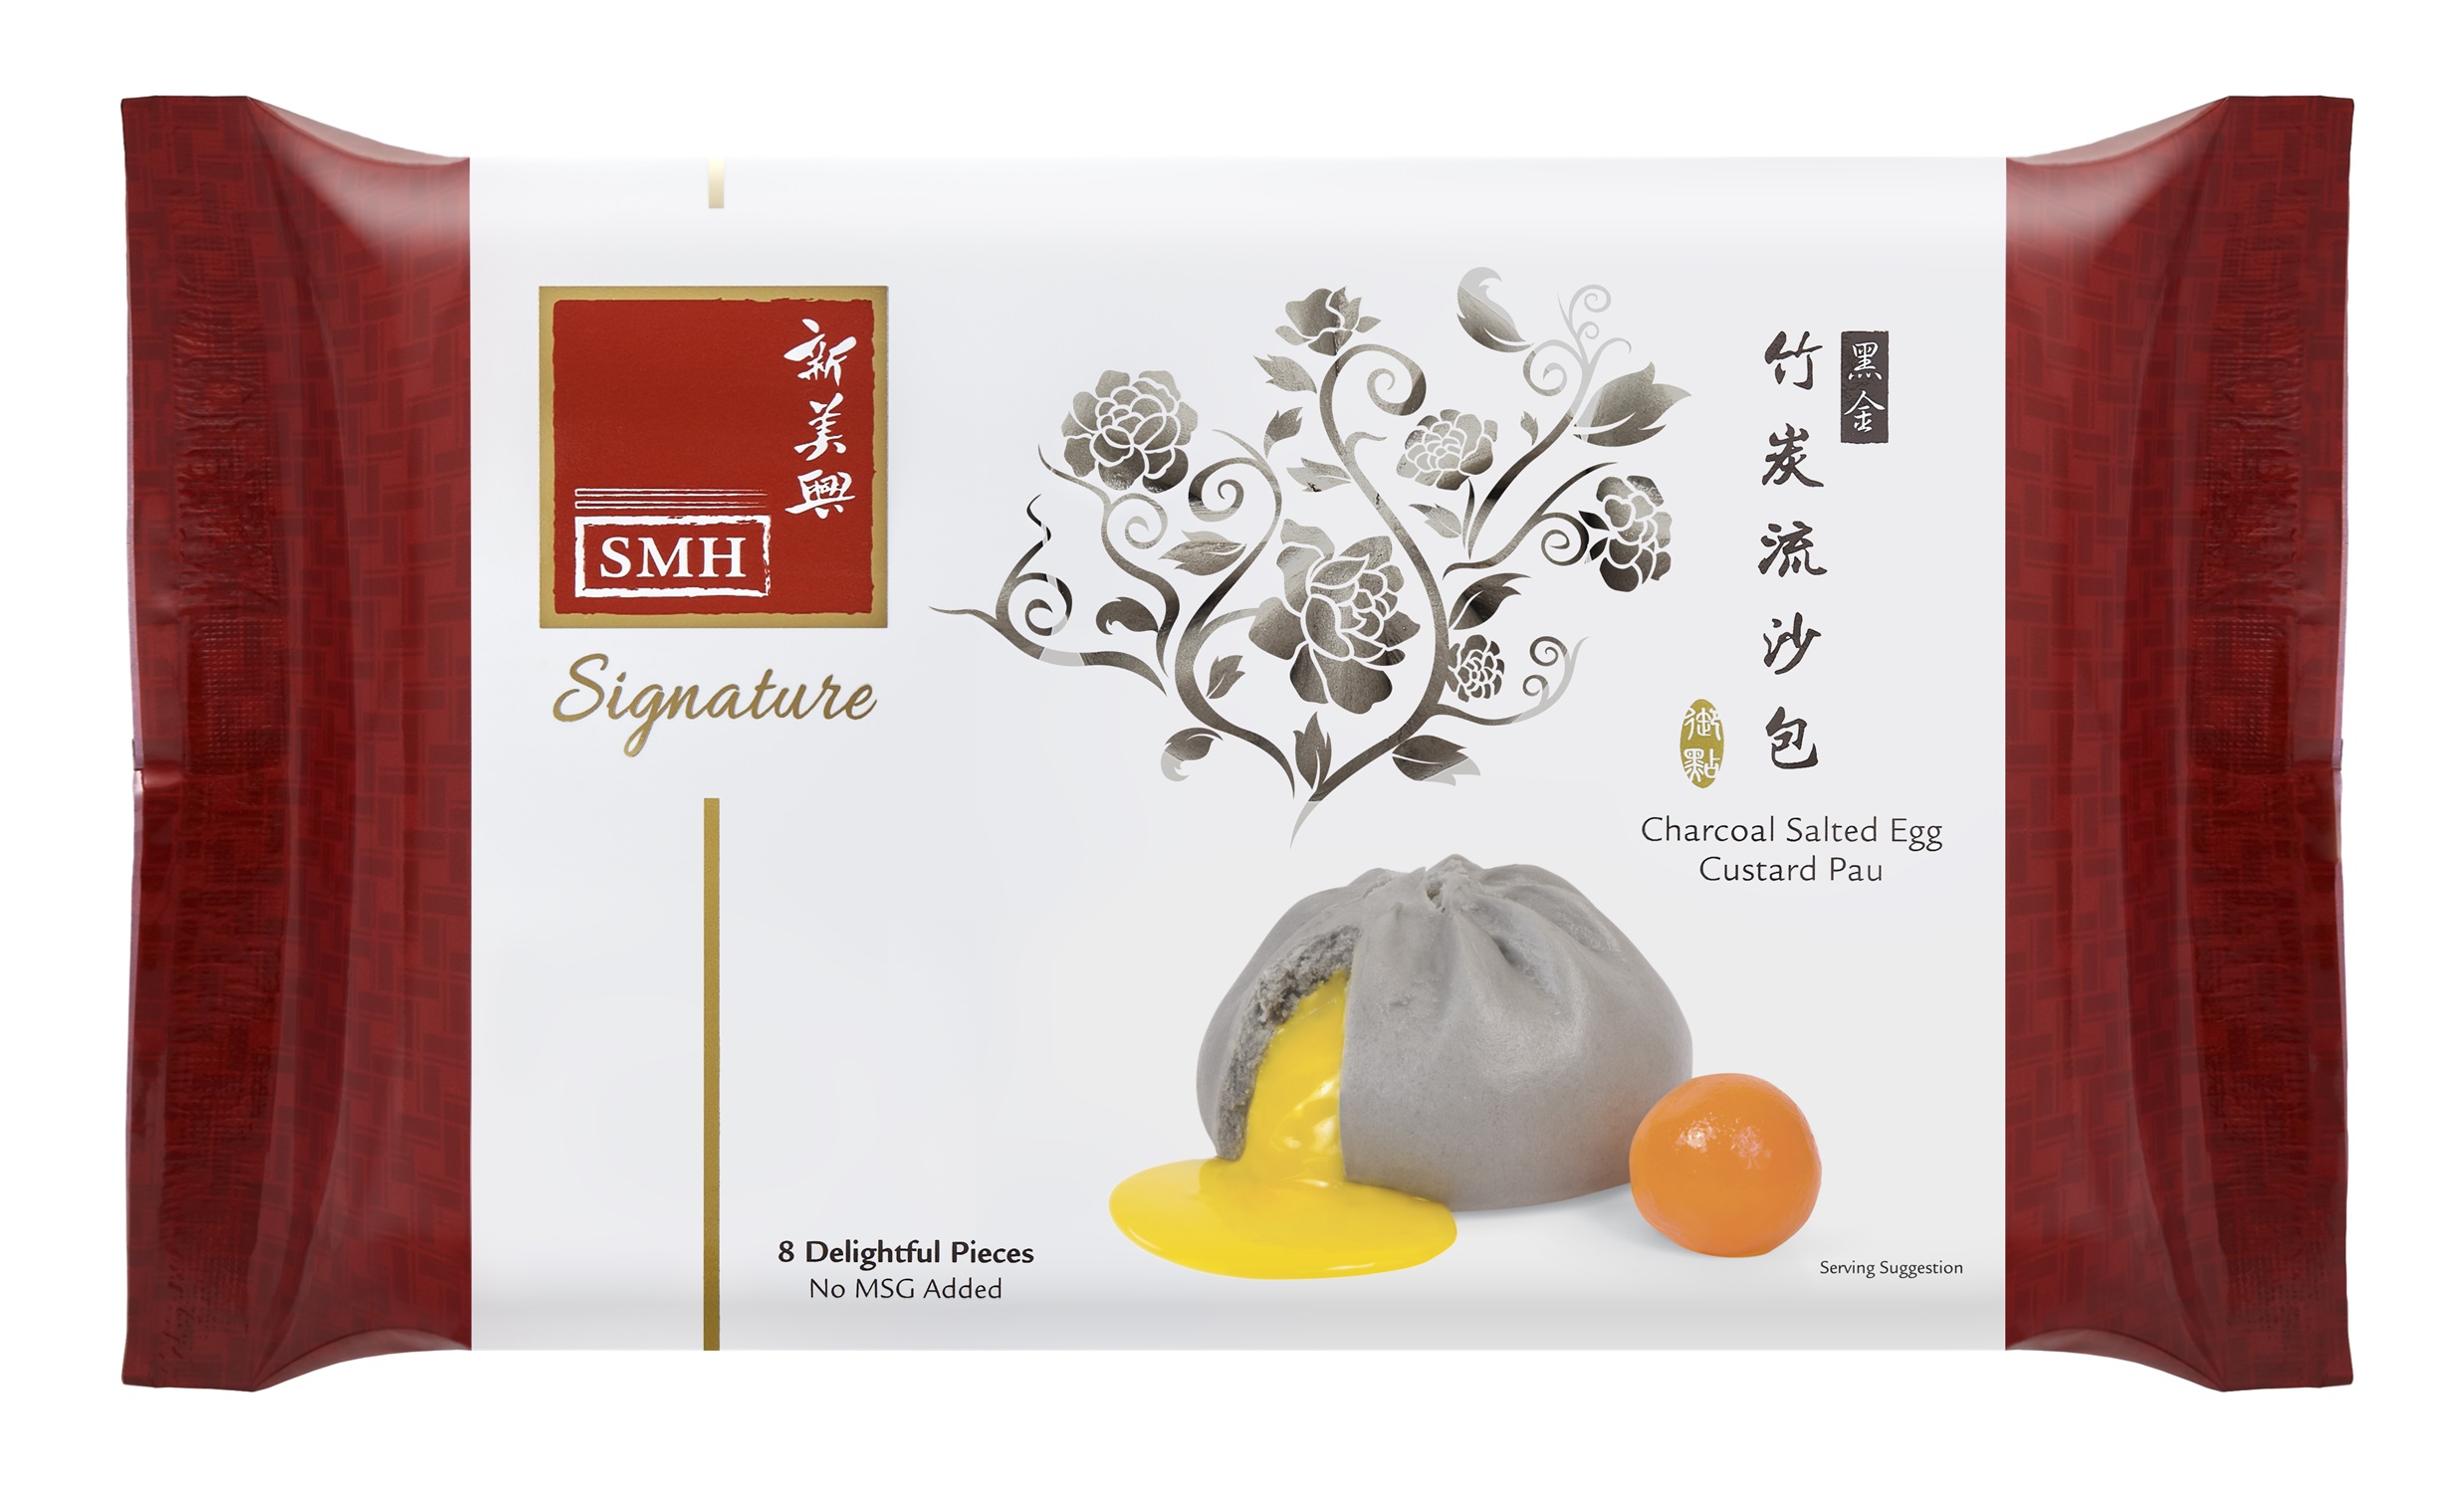 新美興
SMH
Signature
黑金
竹炭流沙包
御點
Charcoal Salted Egg
Custard Pau
8 Delightful Pieces
No MSG Added
Serving Suggestion